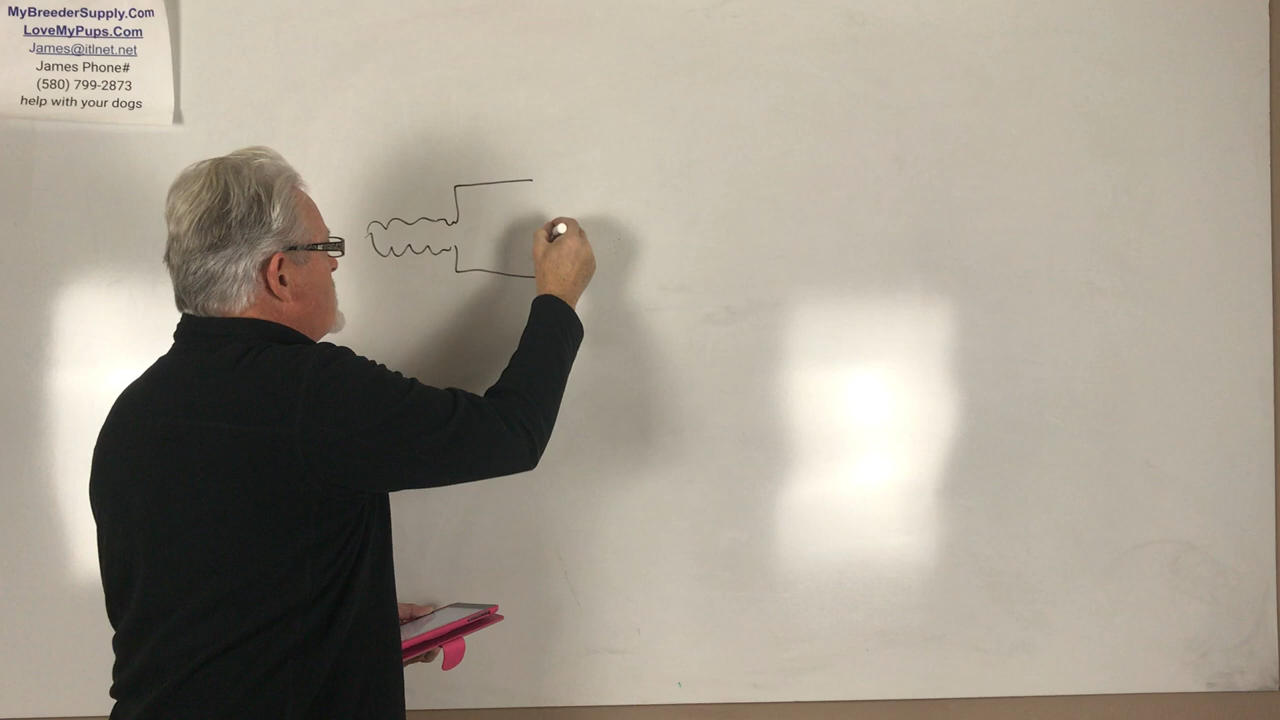 MyBreederSupply.Com
LoveMyPups.Com
James@itlnet.net
James Phone#
(580) 799-2873
help with your dogs